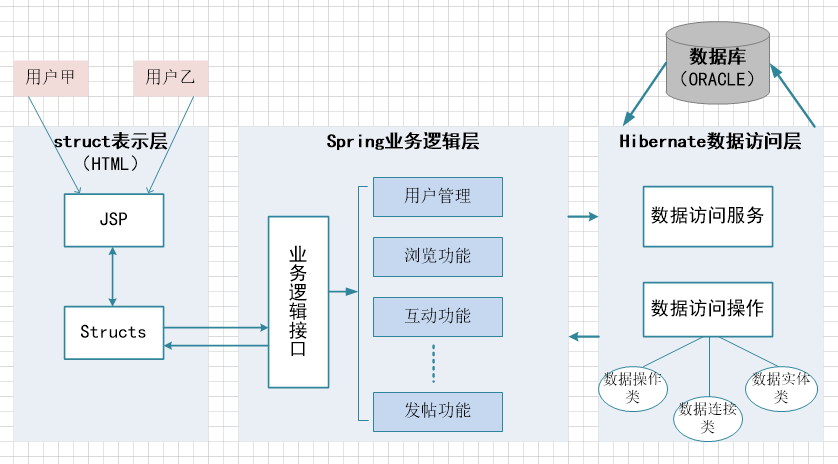 用户甲
用户乙
数据库
（ORACLE）
struct表示层
（HTML）
JSP
Structs
Spring业务逻辑层
业务逻辑接口
用户管理
浏览功能
互动功能
发帖功能
Hibernate数据访问层
数据访问服务
数据访问操作
数据操作
类
数据连接
类
数据实体
类